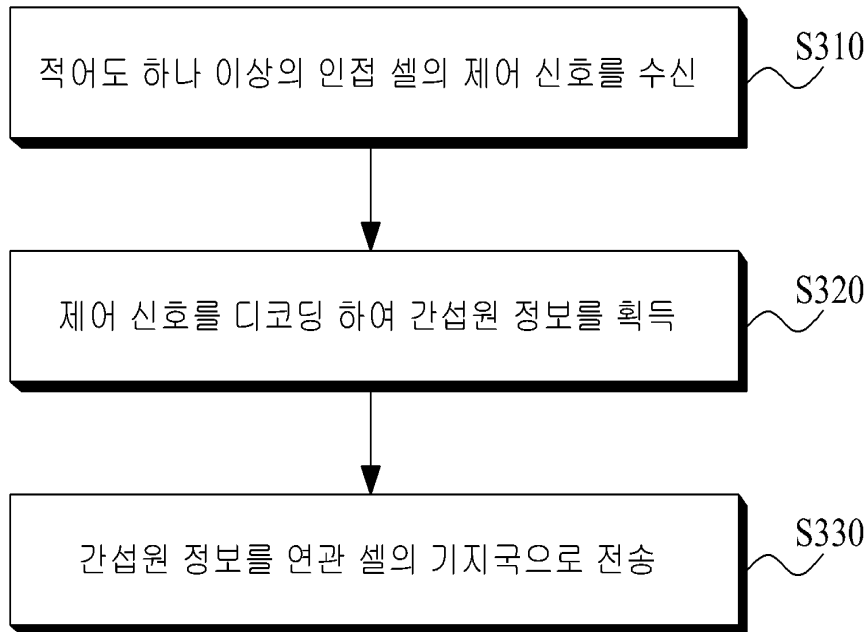 적어도 하나 이상의 인접 셀의 제어 신호를 수신
S310
제어 신호를 디코딩 하여 간섭원 정보를 획득
S320
간섭원 정보를 연관 셀의 기지국으로 전송
S330